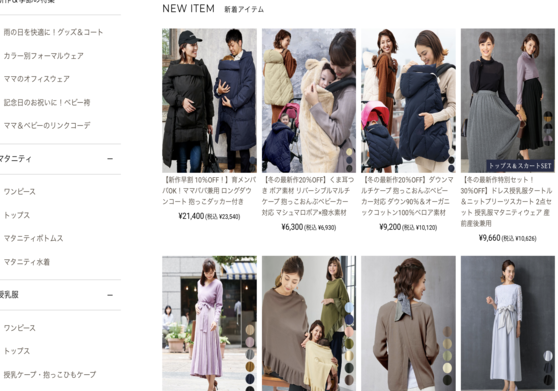 NEW ITEM 新着アイテム
雨の日を快適に！グッズ＆コート
カラー別フォーマルウェア
ママのオフィスウェア
記念日のお祝いに！ベビー袴
ママ＆ベビーのリンクコーデ
マタニティ
ワンピース
トップス
マタニティボトムス
マタニティ水着
授乳服
ワンピース
トップス
授乳ケープ・抱っこひもケープ
【新作早割 10%OFF！】育メンパ
パOK！ママパパ兼用 ロングダウ
ンコート 抱っこダッカー付き
¥21,400 (税込 ¥23,540)
【冬の最新作20%OFF】くま耳つ
き ボア素材 リバーシブルマルチ
ケープ 抱っこおんぶベビーカー
対応 マシュマロボア×撥水素材
¥6,300 (税込 ¥6,930)
【冬の最新作20%OFF】ダウンマ
ルチケープ 抱っこおんぶベビー
カー対応 ダウン90％＆オーガニ
ックコットン100％ベロア素材
¥9,200 (税込 ¥10,120)
トップス＆スカートSET
【冬の最新作特別セット！
30%OFF】ドレス授乳服タートル
＆ニットプリーツスカート 2点セ
ット 授乳服マタニティウェア 産
前産後兼用
¥9,660 (税込 ¥10,626)